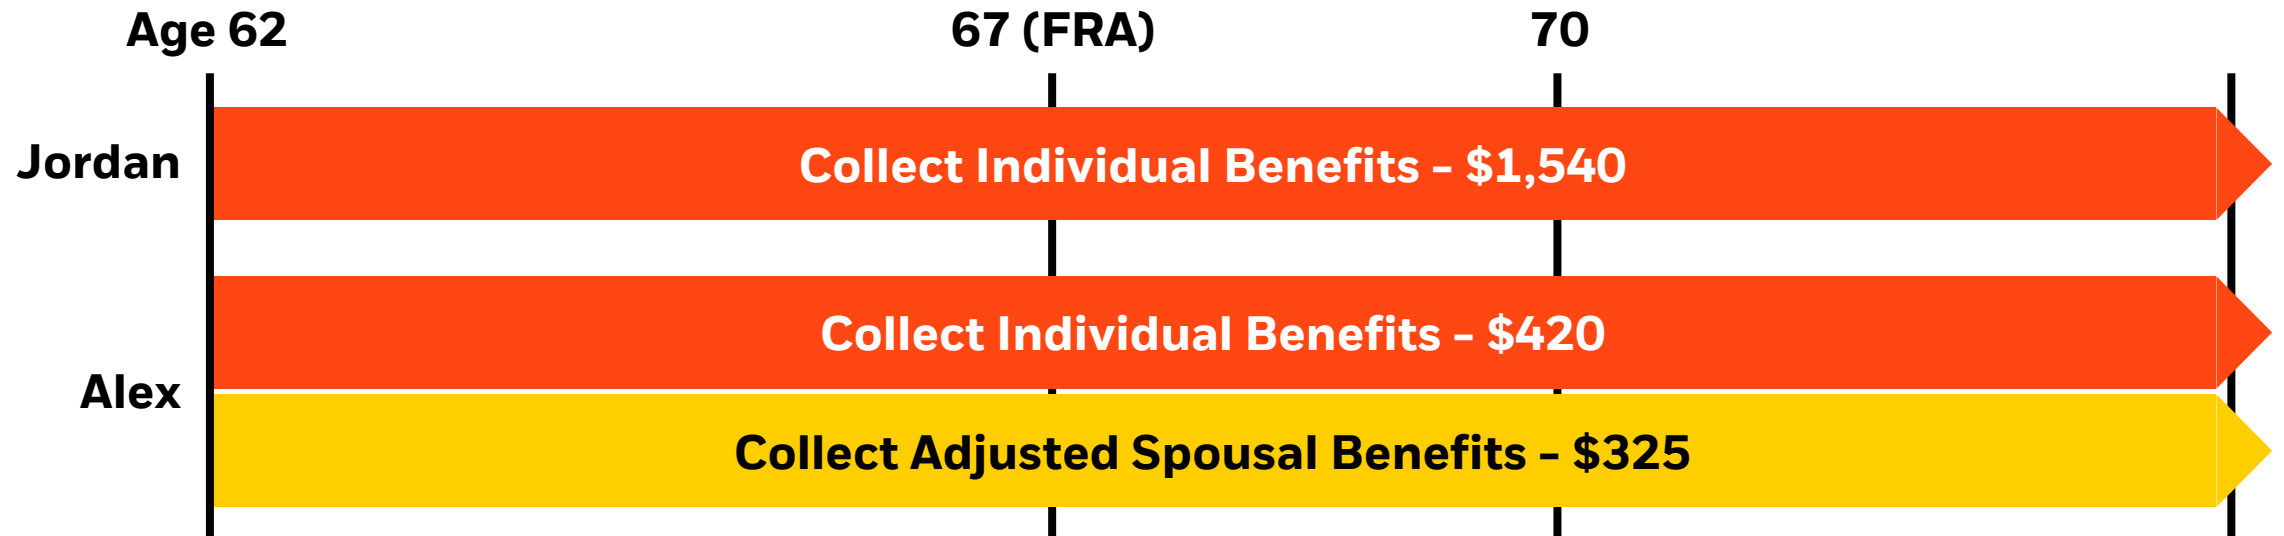 Age 62
67 (FRA)
70
Jordan
Collect Individual Benefits – $1,540
Alex
Collect Individual Benefits – $420
Collect Adjusted Spousal Benefits – $325